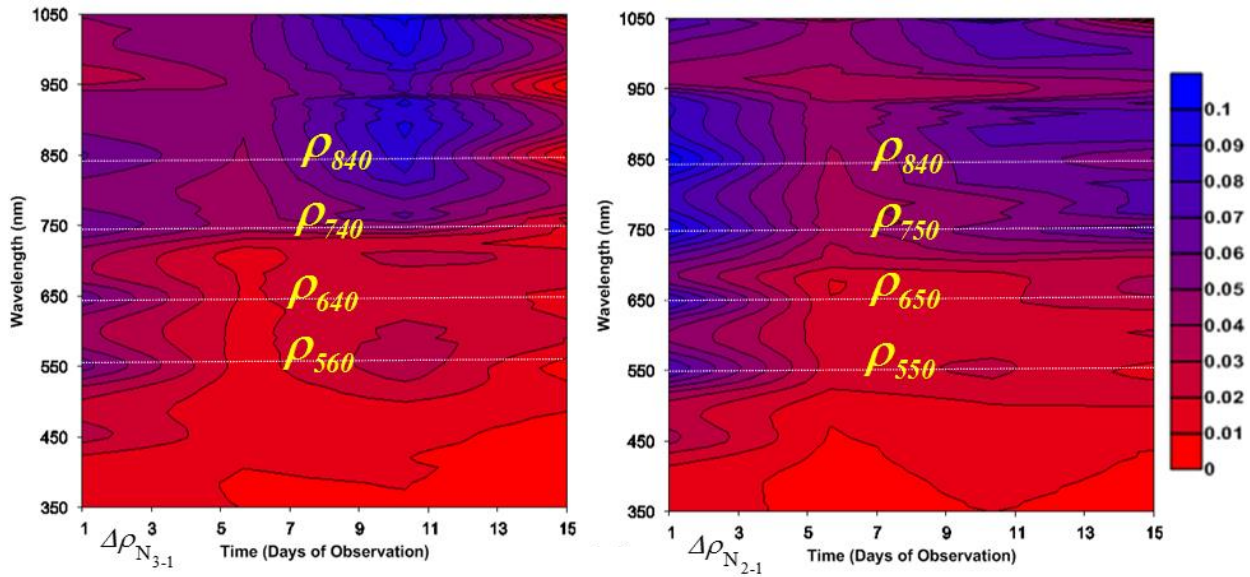 1050
950
850
750
650
550
450
350
Wavelength (nm)
ρ840
ρ740
ρ640
ρ560
1 3 5 7 9 11 13 15
ΔρN3-1
Time (Days of Observation)
1050
950
850
750
650
550
450
350
Wavelength (nm)
ρ840
ρ750
ρ650
ρ550
1 3 5 7 9 11 13 15
ΔρN2-1
Time (Days of Observation)
0.1
0.09
0.08
0.07
0.06
0.05
0.04
0.03
0.02
0.01
0